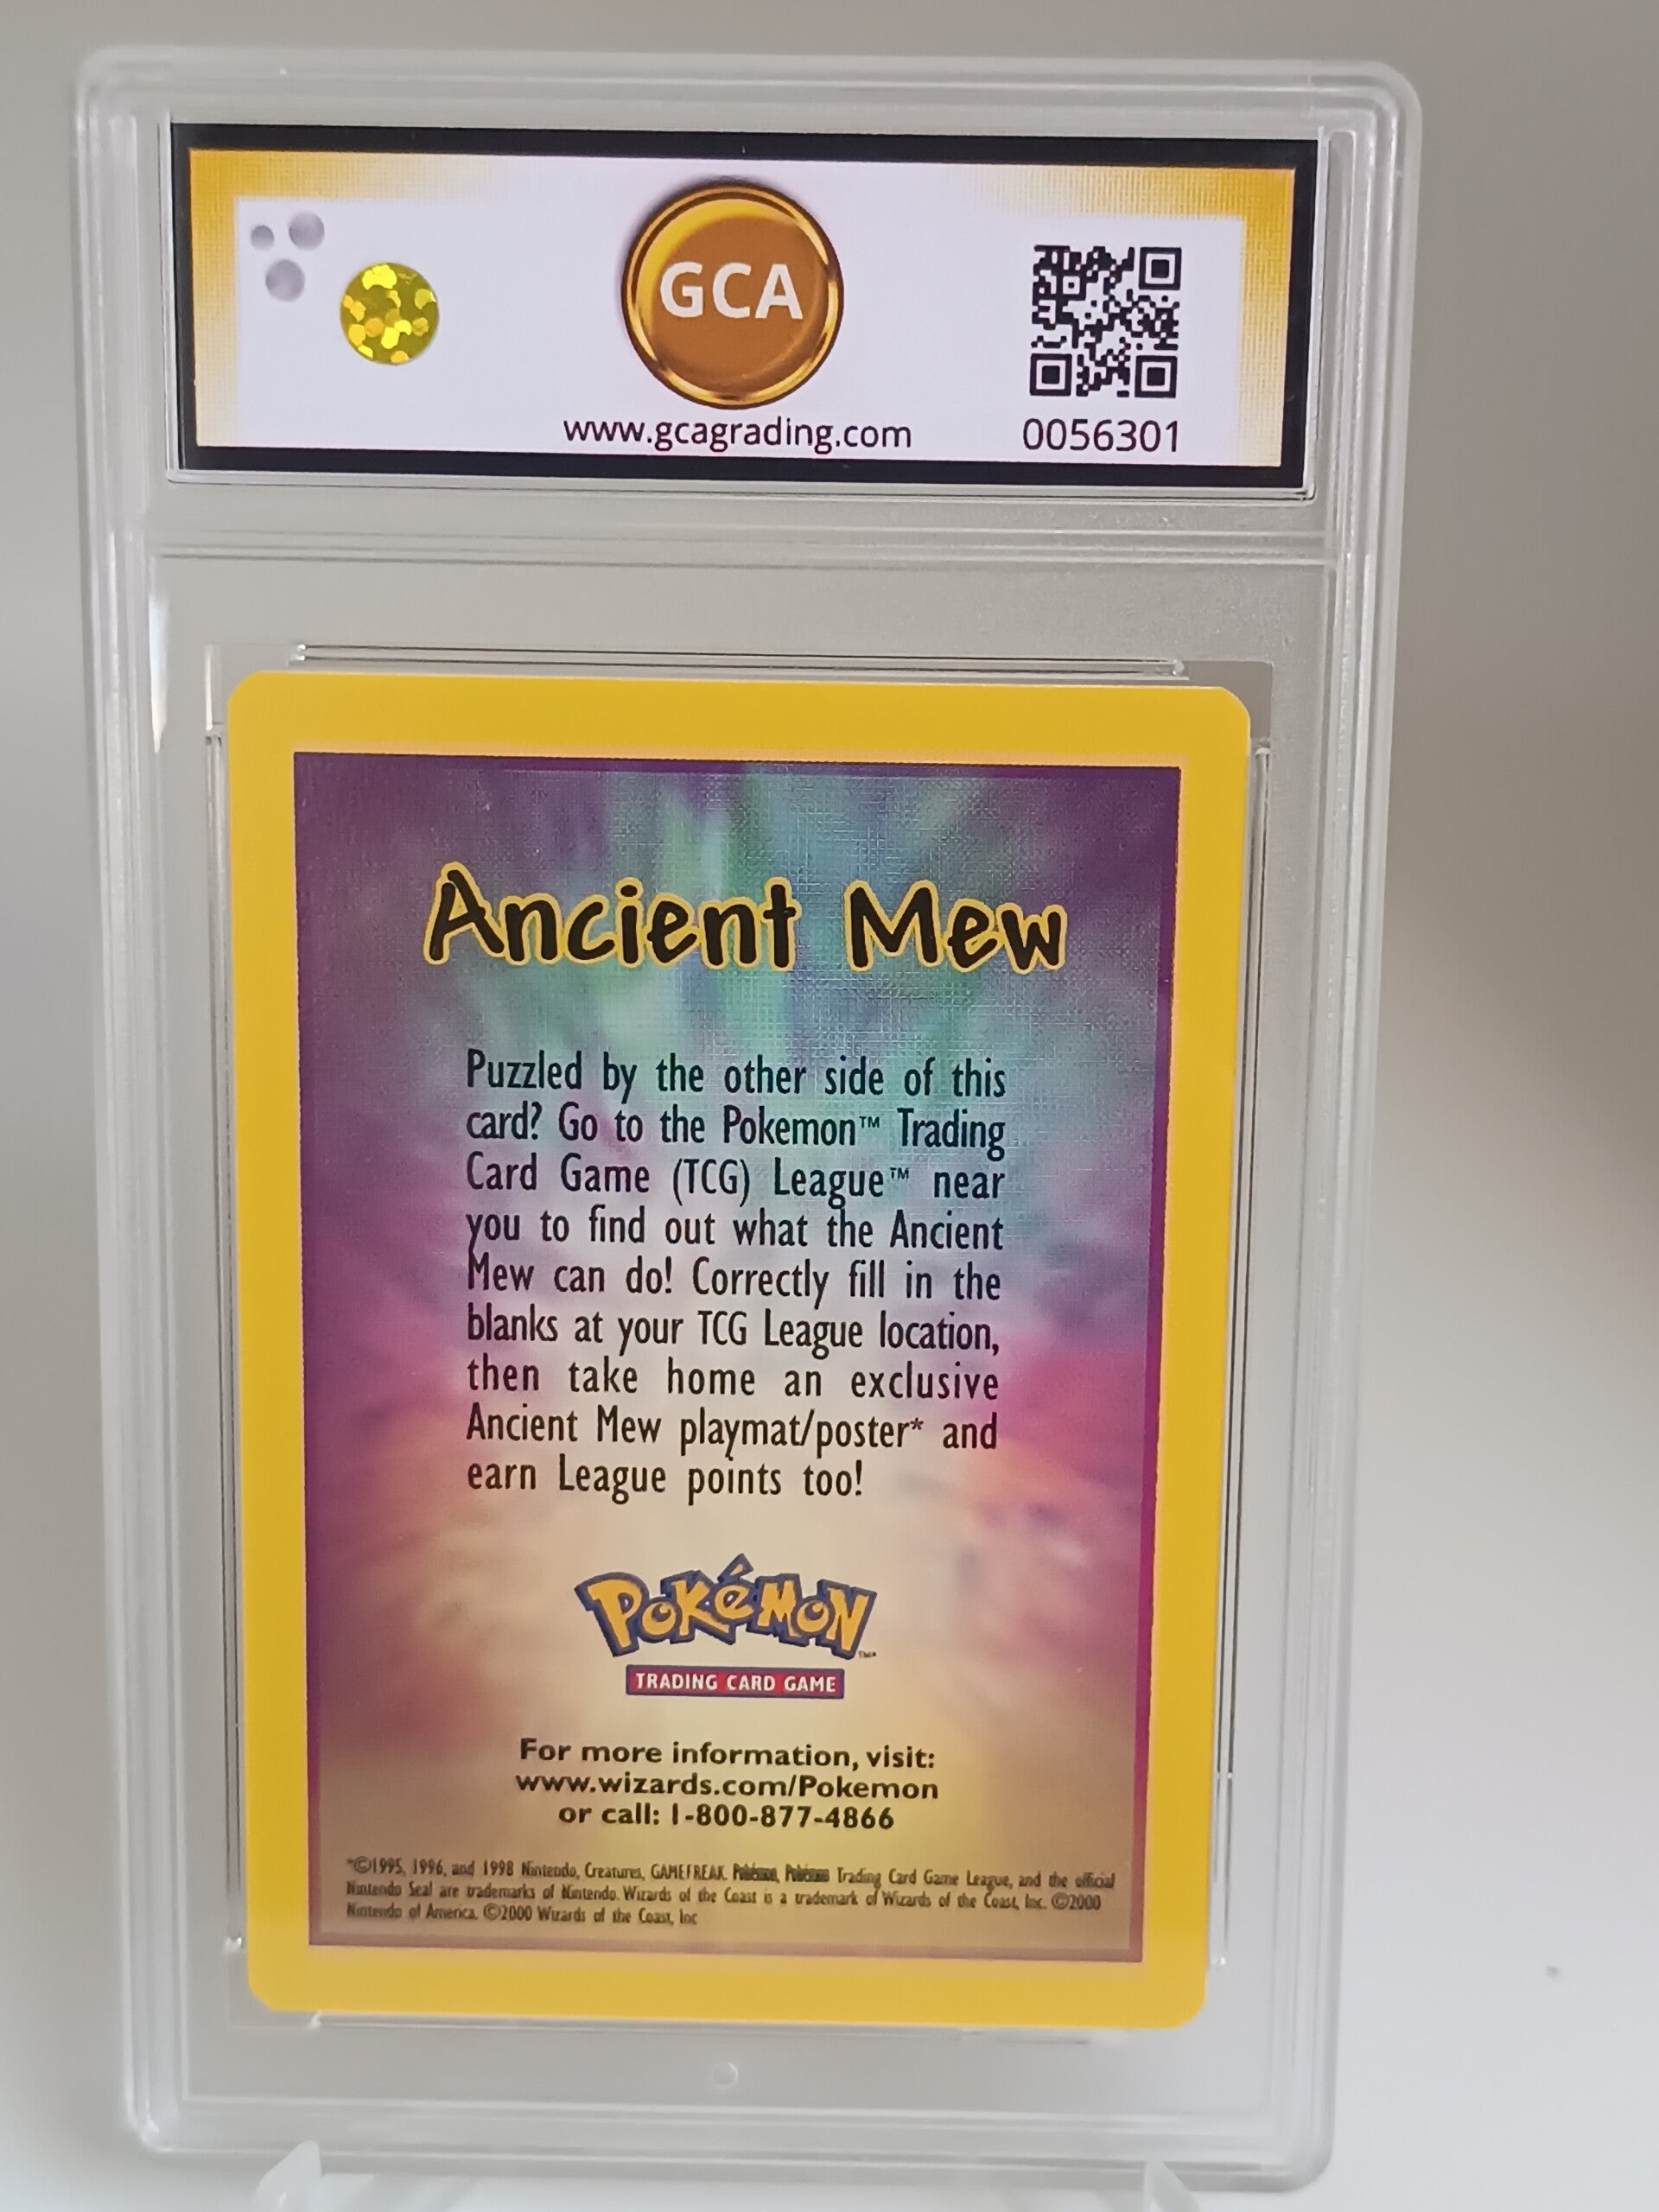 GCA
www.gcagrading.com
0056301
Ancient Mew
Puzzled by the other side of this
card? Go to the Pokemon™ Trading
Card Game (TCG) League™ near
you to find out what the Ancient
Mew can do! Correctly fill in the
blanks at your TCG League location,
then take home an exclusive
Ancient Mew playmat/poster* and
earn League points too!
POKéMON™
TRADING CARD GAME
For more information, visit:
www.wizards.com/Pokemon
or call: 1-800-877-4866
*©1995, 1996, and 1998 Nintendo, Creatures, GAMEFREAK. Pokémon, Pokémon Trading Card Game League, and the official
Nintendo Seal are trademarks of Nintendo. Wizards of the Coast is a trademark of Wizards of the Coast, Inc. ©2000
Nintendo of America. ©2000 Wizards of the Coast, Inc